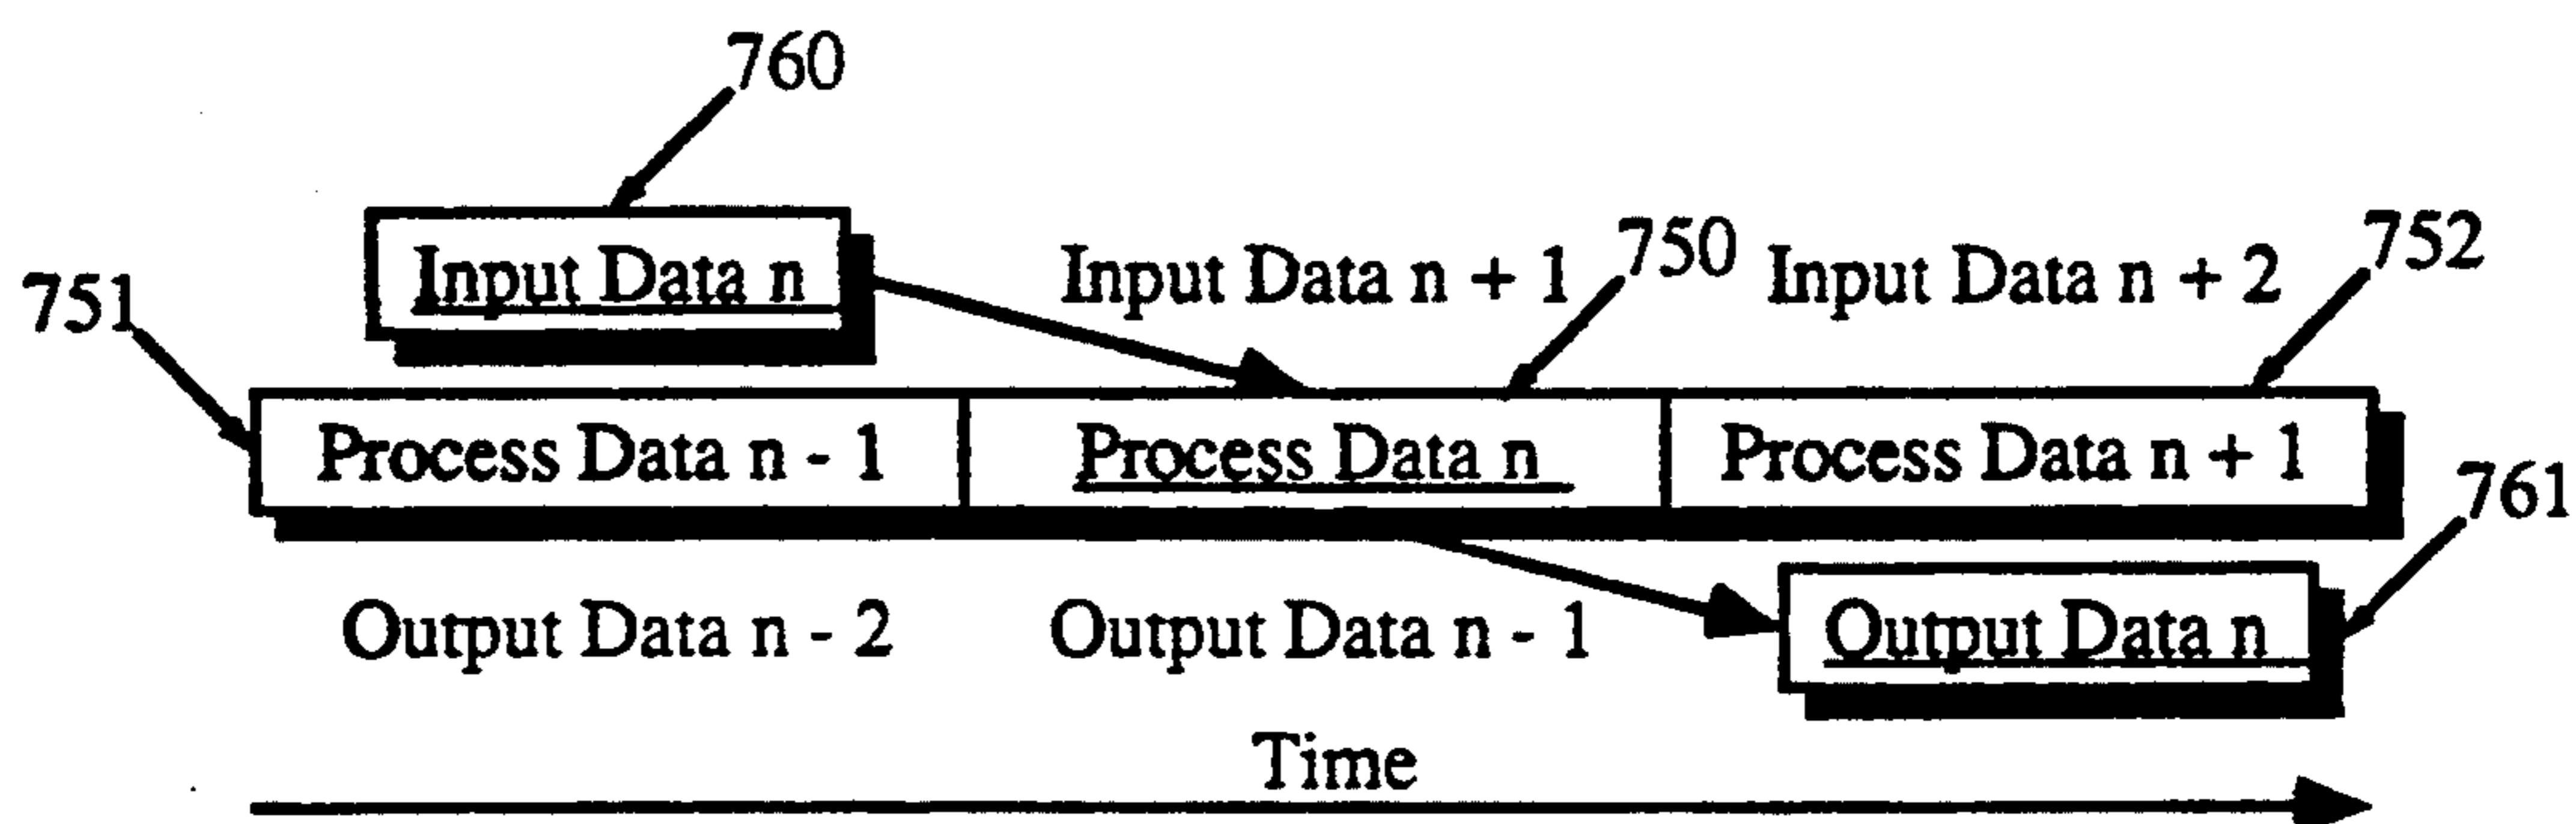 760
Input Data n
Input Data n + 1
750
Input Data n + 2
752
751
Process Data n - 1
Process Data n
Process Data n + 1
761
Output Data n - 2
Output Data n - 1
Output Data n
Time